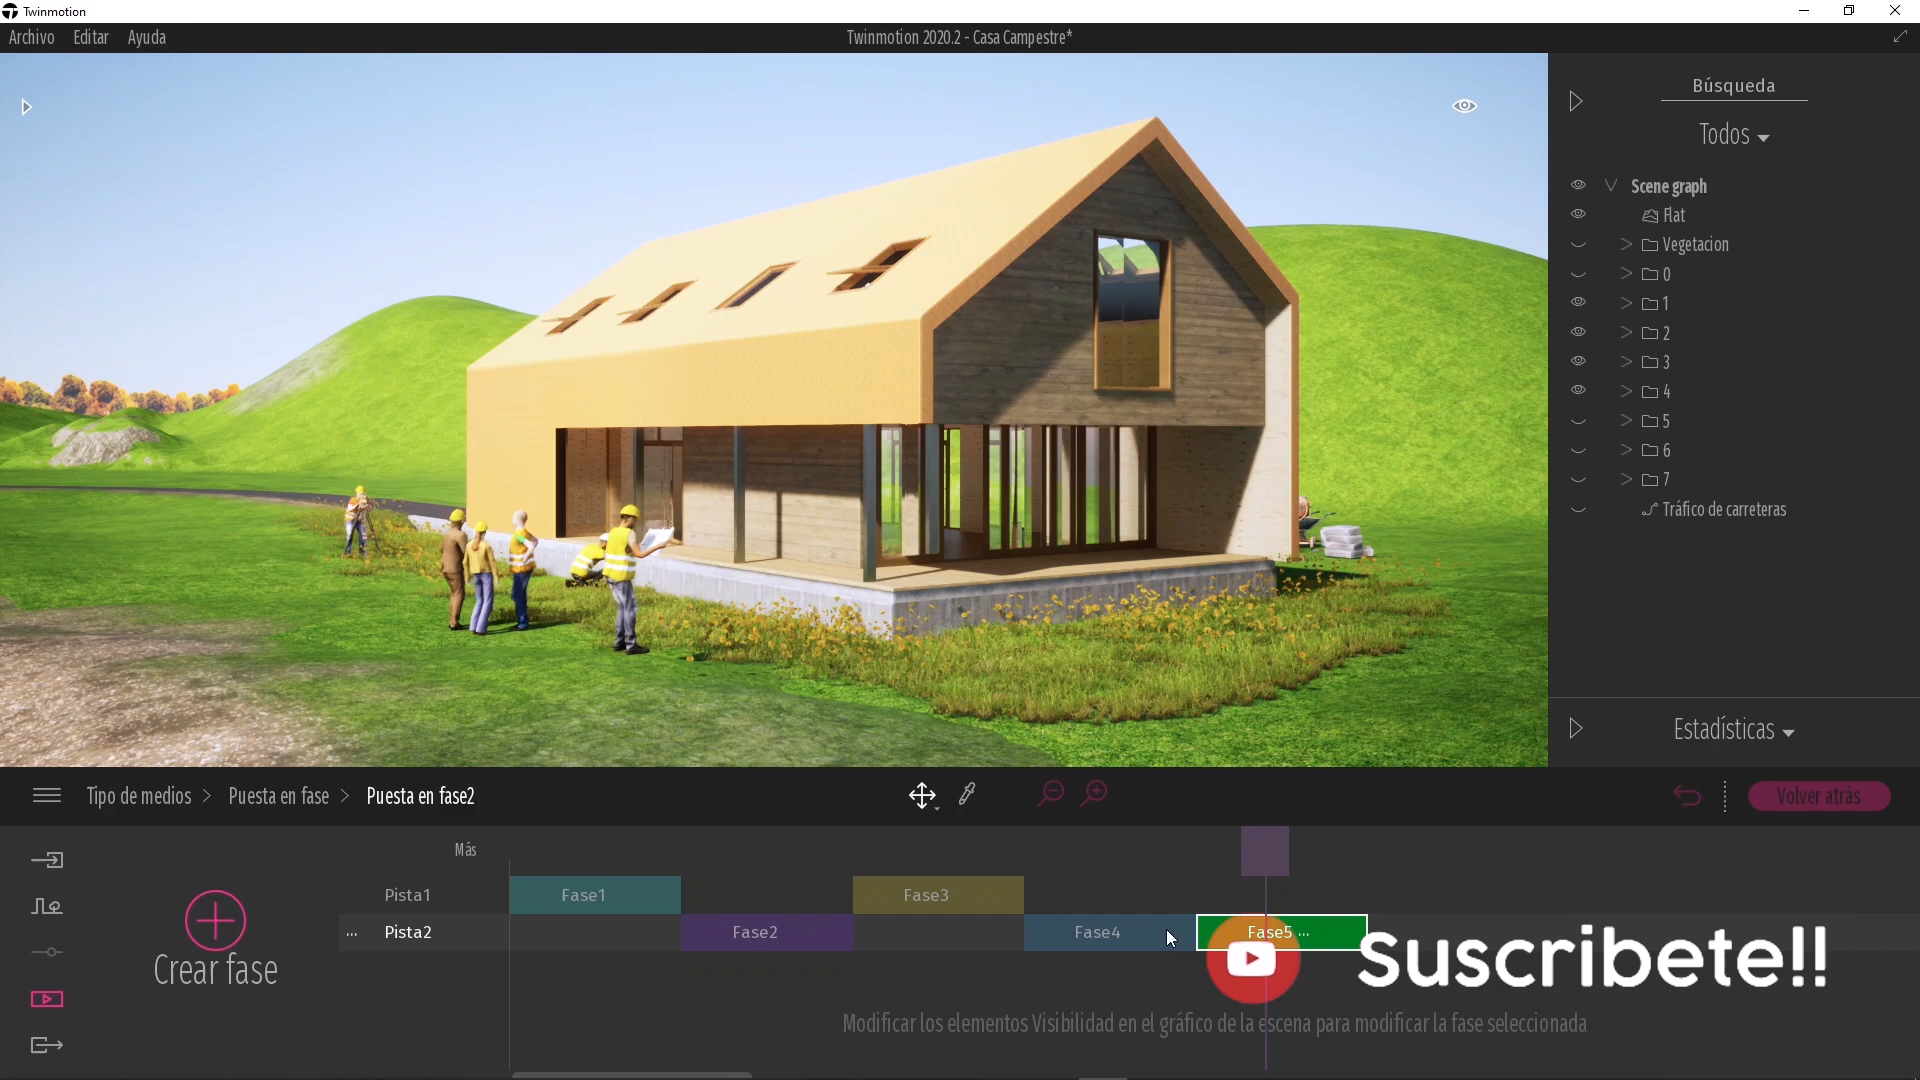 Twinmotion
Archivo Editar Ayuda
Twinmotion 2020.2 - Casa Campestre*
Búsqueda
Todos
Scene graph
Flat
Vegetacion
0
1
2
3
4
5
6
7
Tráfico de carreteras
Estadísticas
Tipo de medios > Puesta en fase > Puesta en fase2
Volver atrás
Más
Pista1 Fase1 Fase3
... Pista2 Fase2 Fase4 Fase5 ...
Crear fase
Suscribete!!
Modificar los elementos Visibilidad en el gráfico de la escena para modificar la fase seleccionada